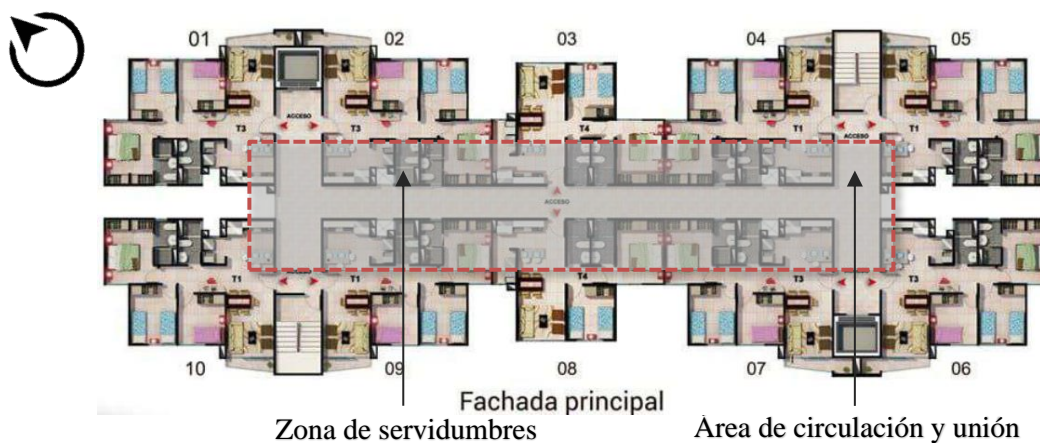 01 02 03 04 05
ACCESO ACCESO
T3 T3 T4 T1 T1
ACCESO
T1 T1 T4 T3 T3
10 09 08 07 06
Fachada principal
Zona de servidumbres Área de circulación y unión